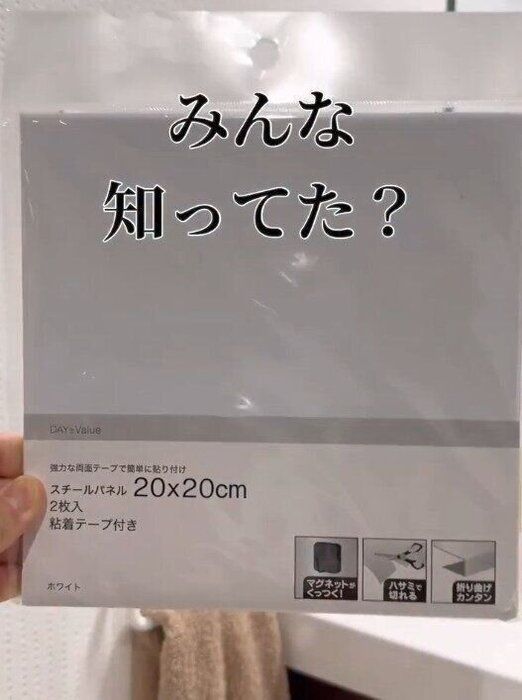 みんな
知ってた？
DAY&Value
強力な両面テープで簡単に貼り付け
スチールパネル 20x20cm
2枚入
粘着テープ付き
マグネットが
くっつく!
ハサミで
切れる
折り曲げ
カンタン
ホワイト